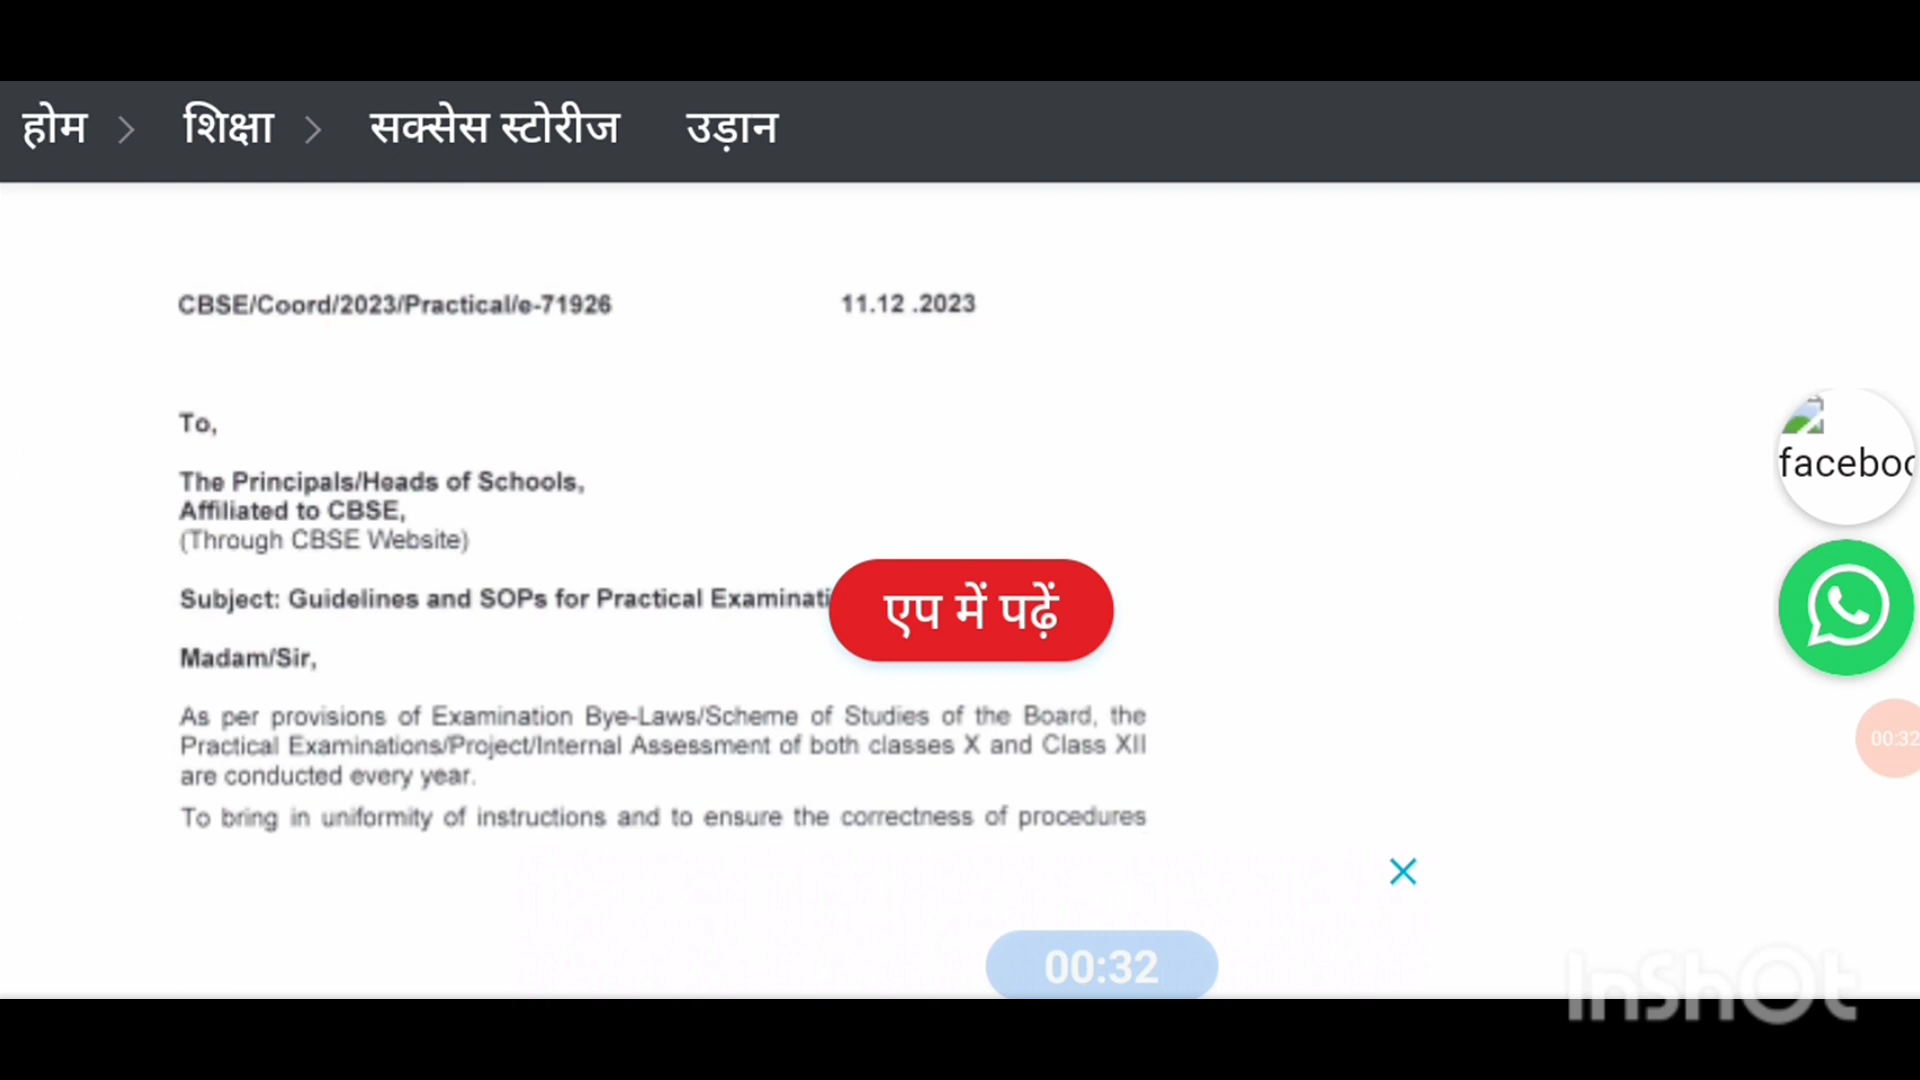 होम > शिक्षा > सक्सेस स्टोरीज उड़ान
CBSE/Coord/2023/Practical/e-71926 11.12 .2023
To,
The Principals/Heads of Schools,
Affiliated to CBSE,
(Through CBSE Website)
Subject: Guidelines and SOPs for Practical Examinati
एप में पढ़ें
Madam/Sir,
As per provisions of Examination Bye-Laws/Scheme of Studies of the Board, the
Practical Examinations/Project/Internal Assessment of both classes X and Class XII
are conducted every year.
To bring in uniformity of instructions and to ensure the correctness of procedures
faceboo
00:32
00:32
InShOt